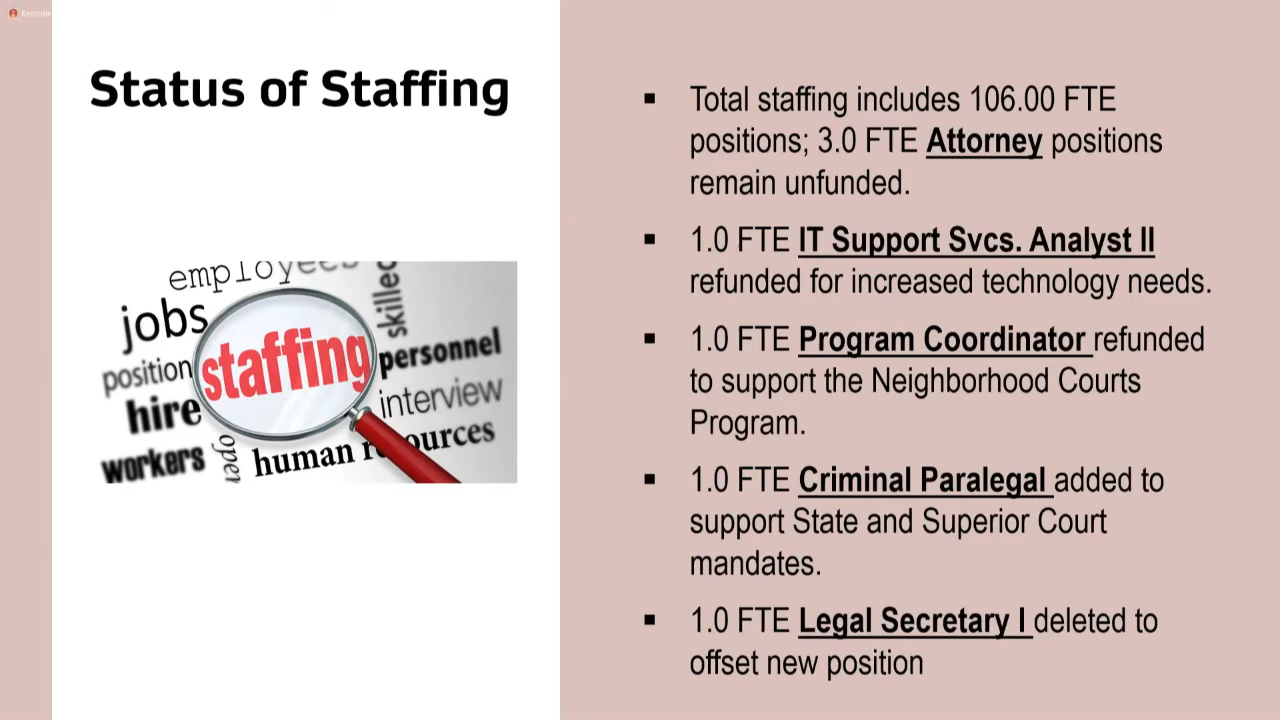 Status of Staffing
employees
jobs
skilled
staffing
position
personnel
hire
interview
workers
human resources
▪ Total staffing includes 106.00 FTE
positions; 3.0 FTE Attorney positions
remain unfunded.
▪ 1.0 FTE IT Support Svcs. Analyst II
refunded for increased technology needs.
▪ 1.0 FTE Program Coordinator refunded
to support the Neighborhood Courts
Program.
▪ 1.0 FTE Criminal Paralegal added to
support State and Superior Court
mandates.
▪ 1.0 FTE Legal Secretary I deleted to
offset new position